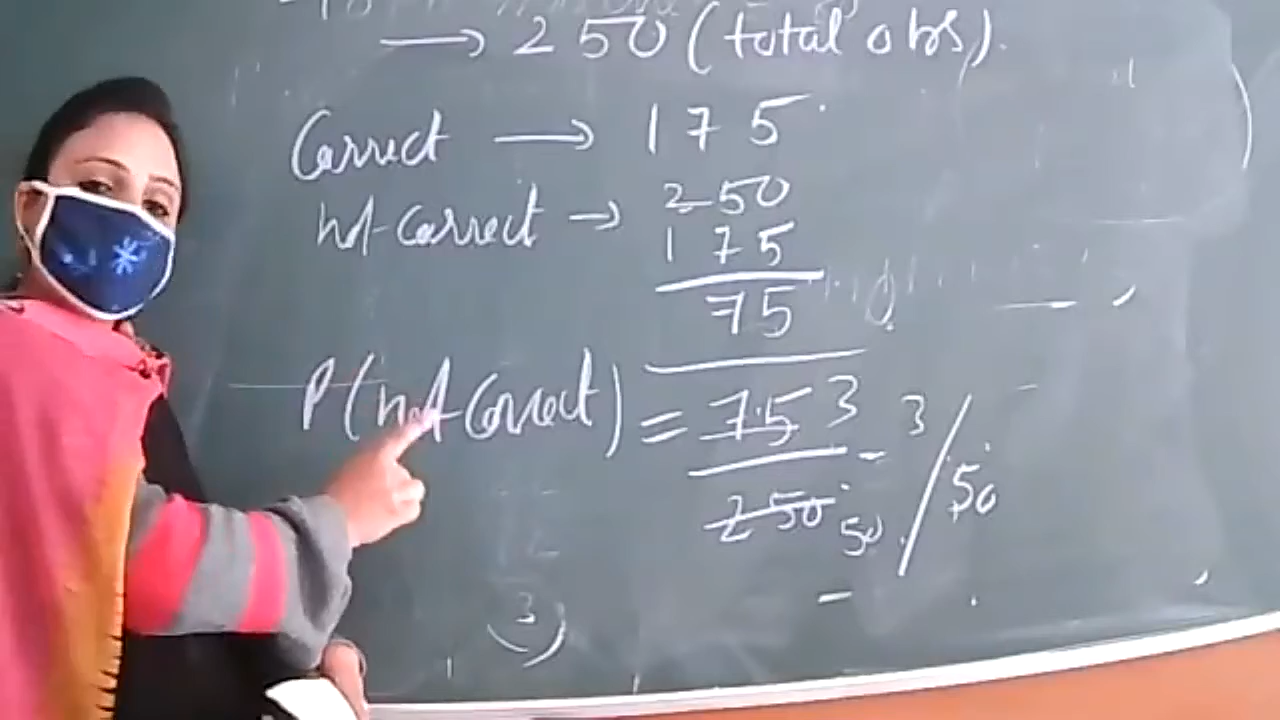 → 250 (total obs).
Correct → 175
not-correct → 250
175
75
P(not correct) = 75 3 3/50
250 50